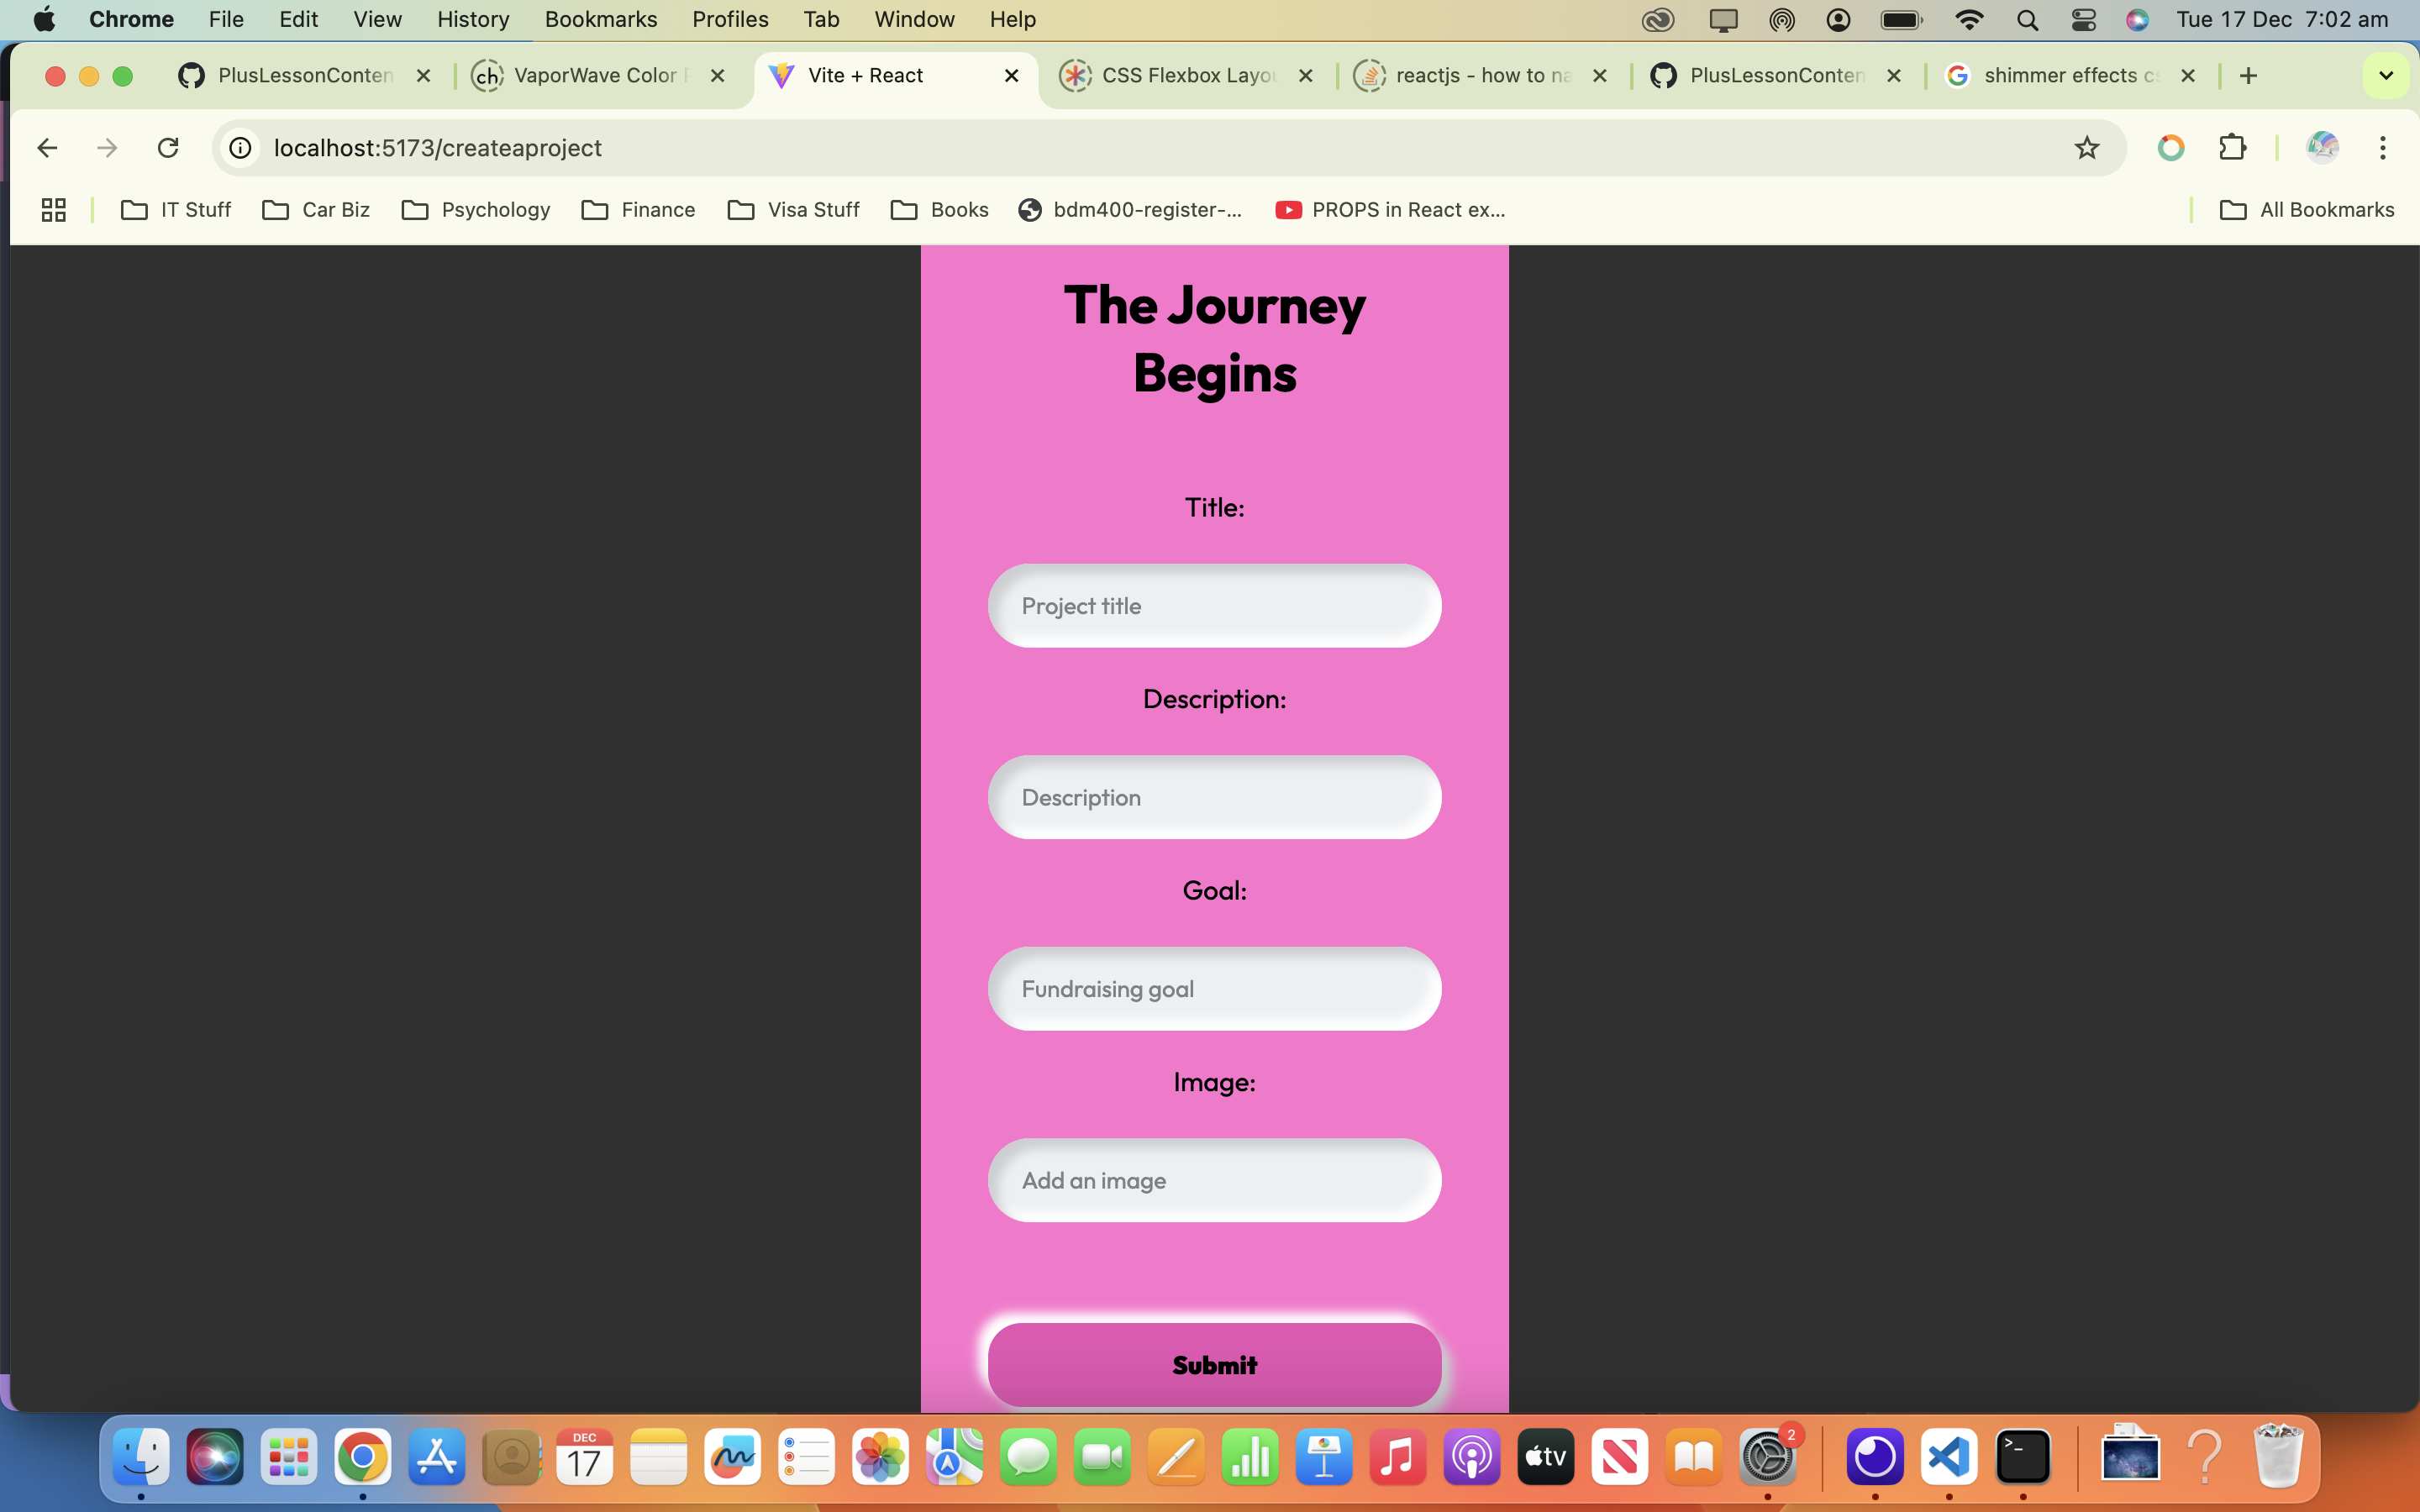 Chrome File Edit View History Bookmarks Profiles Tab Window Help Tue 17 Dec 7:02 am
PlusLessonConten VaporWave Color Vite + React CSS Flexbox Layou reactjs - how to na PlusLessonConten shimmer effects cs
localhost:5173/createaproject
IT Stuff Car Biz Psychology Finance Visa Stuff Books bdm400-register-... PROPS in React ex... All Bookmarks
The Journey
Begins
Title:
Project title
Description:
Description
Goal:
Fundraising goal
Image:
Add an image
Submit
DEC
17
tv
2